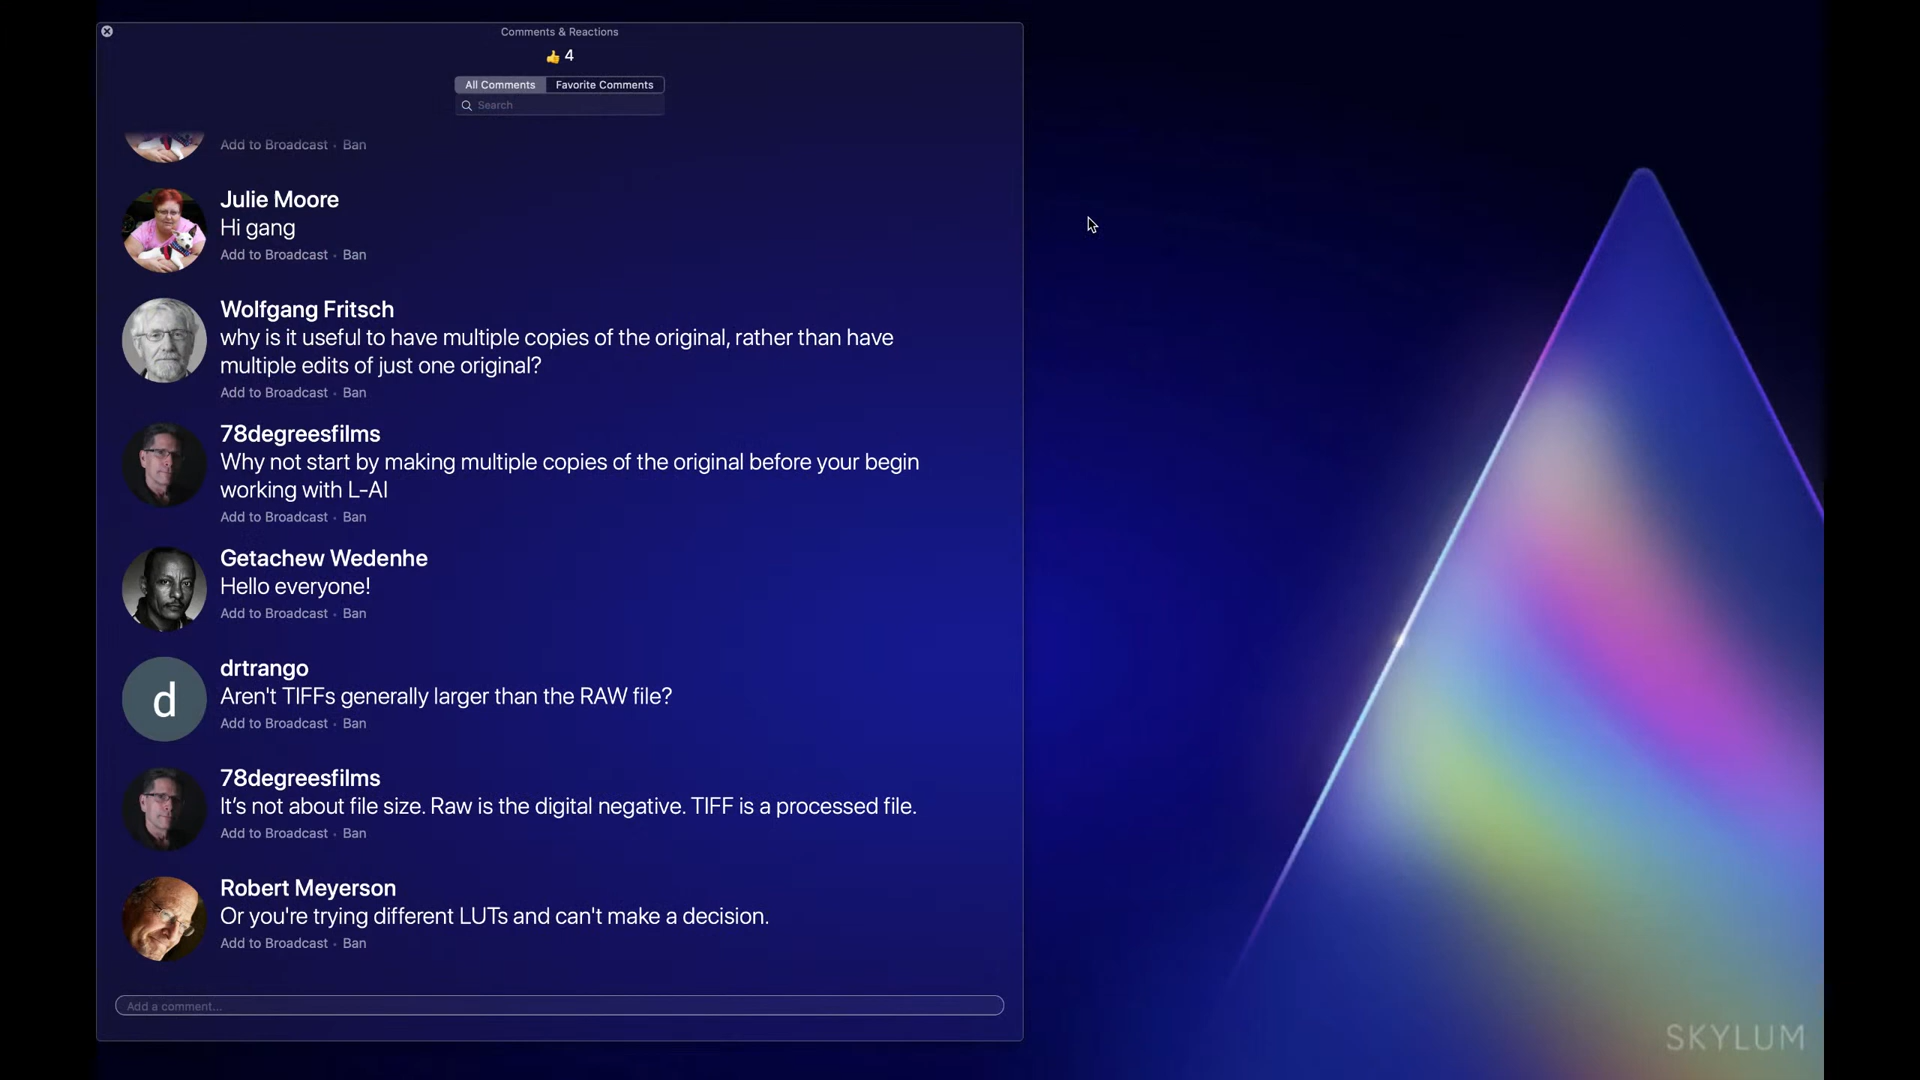 Comments & Reactions
👍 4
All Comments Favorite Comments
Search
Add to Broadcast · Ban
Julie Moore
Hi gang
Add to Broadcast · Ban
Wolfgang Fritsch
why is it useful to have multiple copies of the original, rather than have
multiple edits of just one original?
Add to Broadcast · Ban
78degreesfilms
Why not start by making multiple copies of the original before your begin
working with L-AI
Add to Broadcast · Ban
Getachew Wedenhe
Hello everyone!
Add to Broadcast · Ban
d
drtrango
Aren't TIFFs generally larger than the RAW file?
Add to Broadcast · Ban
78degreesfilms
It's not about file size. Raw is the digital negative. TIFF is a processed file.
Add to Broadcast · Ban
Robert Meyerson
Or you're trying different LUTs and can't make a decision.
Add to Broadcast · Ban
Add a comment...
SKYLUM